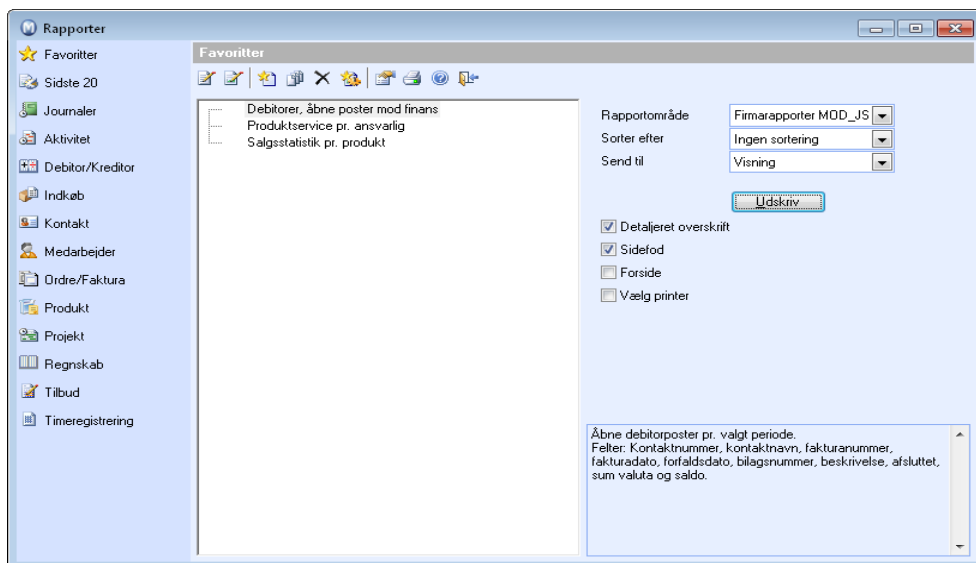 Rapporter
Favoritter
Sidste 20
Journaler
Aktivitet
Debitor/Kreditor
Indkøb
Kontakt
Medarbejder
Ordre/Faktura
Produkt
Projekt
Regnskab
Tilbud
Timeregistrering
Favoritter
Debitorer, åbne poster mod finans
Produktservice pr. ansvarlig
Salgsstatistik pr. produkt
Rapportområde
Firmarapporter MOD_JS
Sorter efter
Ingen sortering
Send til
Visning
Udskriv
Detaljeret overskrift
Sidefod
Forside
Vælg printer
Åbne debitorposter pr. valgt periode.
Felter: Kontaktnummer, kontaktnavn, fakturanummer,
fakturadato, forfaldsdato, bilagsnummer, beskrivelse, afsluttet,
sum valuta og saldo.